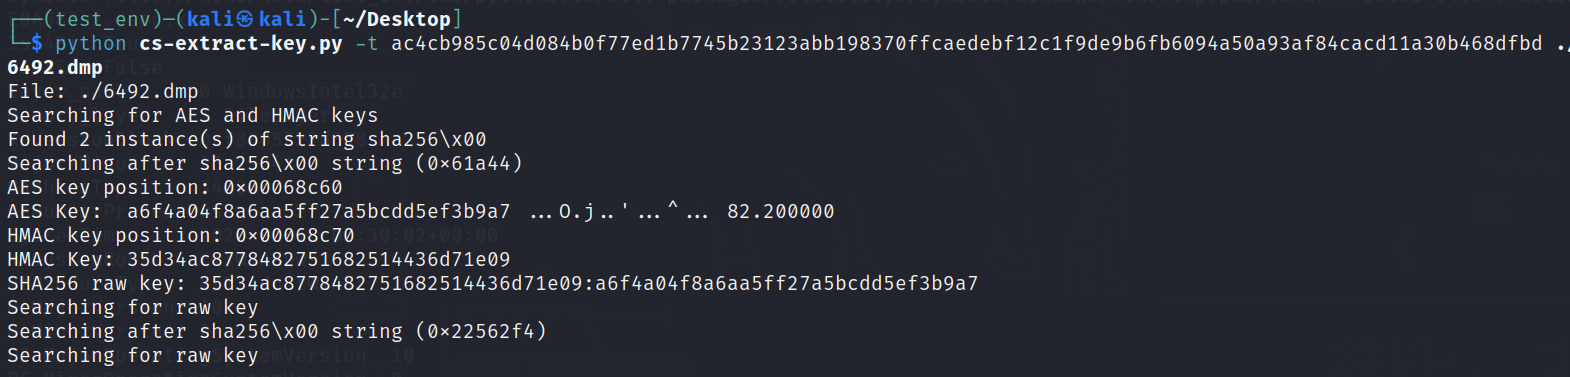 ┌──(test_env)─(kali㉿kali)-[~/Desktop]
└─$ python cs-extract-key.py -t ac4cb985c04d084b0f77ed1b7745b23123abb198370ffcaedebf12c1f9de9b6fb6094a50a93af84cacd11a30b468dfbd ./
6492.dmp
File: ./6492.dmp
Searching for AES and HMAC keys
Found 2 instance(s) of string sha256\x00
Searching after sha256\x00 string (0×61a44)
AES key position: 0×00068c60
AES Key:  a6f4a04f8a6aa5ff27a5bcdd5ef3b9a7  ...O.j..'...^... 82.200000
HMAC key position: 0×00068c70
HMAC Key: 35d34ac8778482751682514436d71e09
SHA256 raw key: 35d34ac8778482751682514436d71e09:a6f4a04f8a6aa5ff27a5bcdd5ef3b9a7
Searching for raw key
Searching after sha256\x00 string (0×22562f4)
Searching for raw key